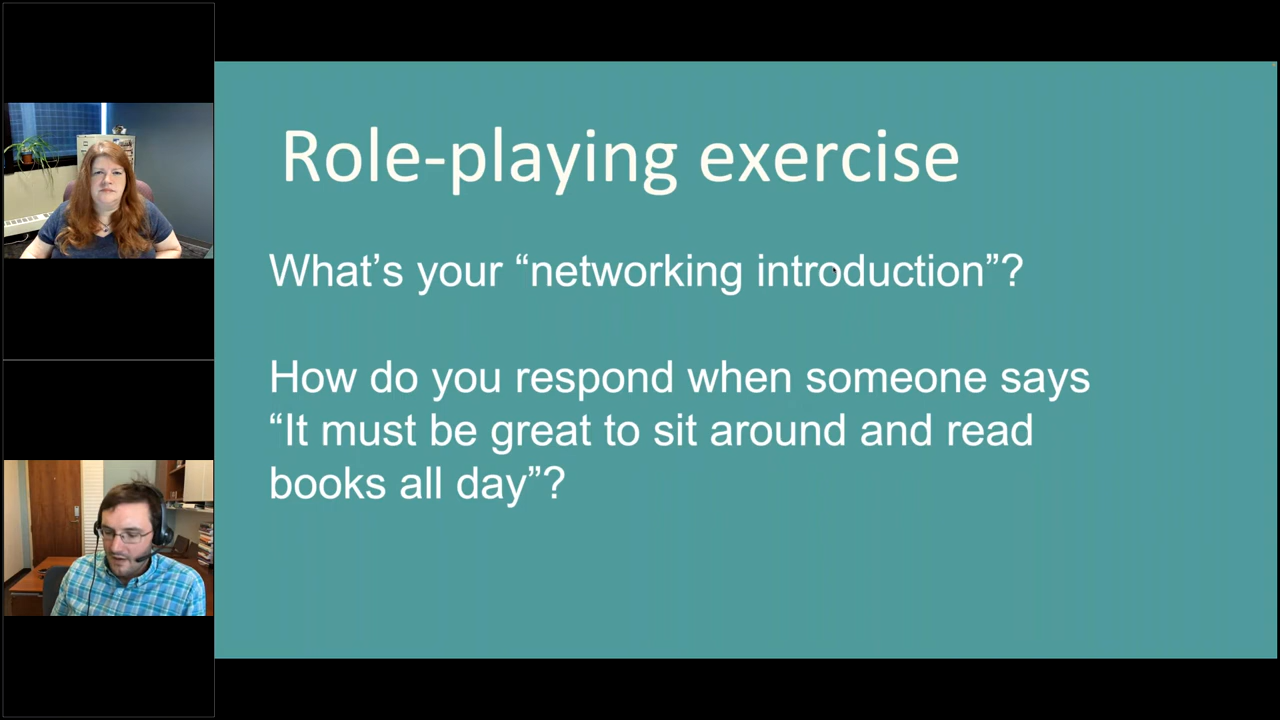 Role-playing exercise
What’s your “networking introduction”?
How do you respond when someone says
“It must be great to sit around and read
books all day”?